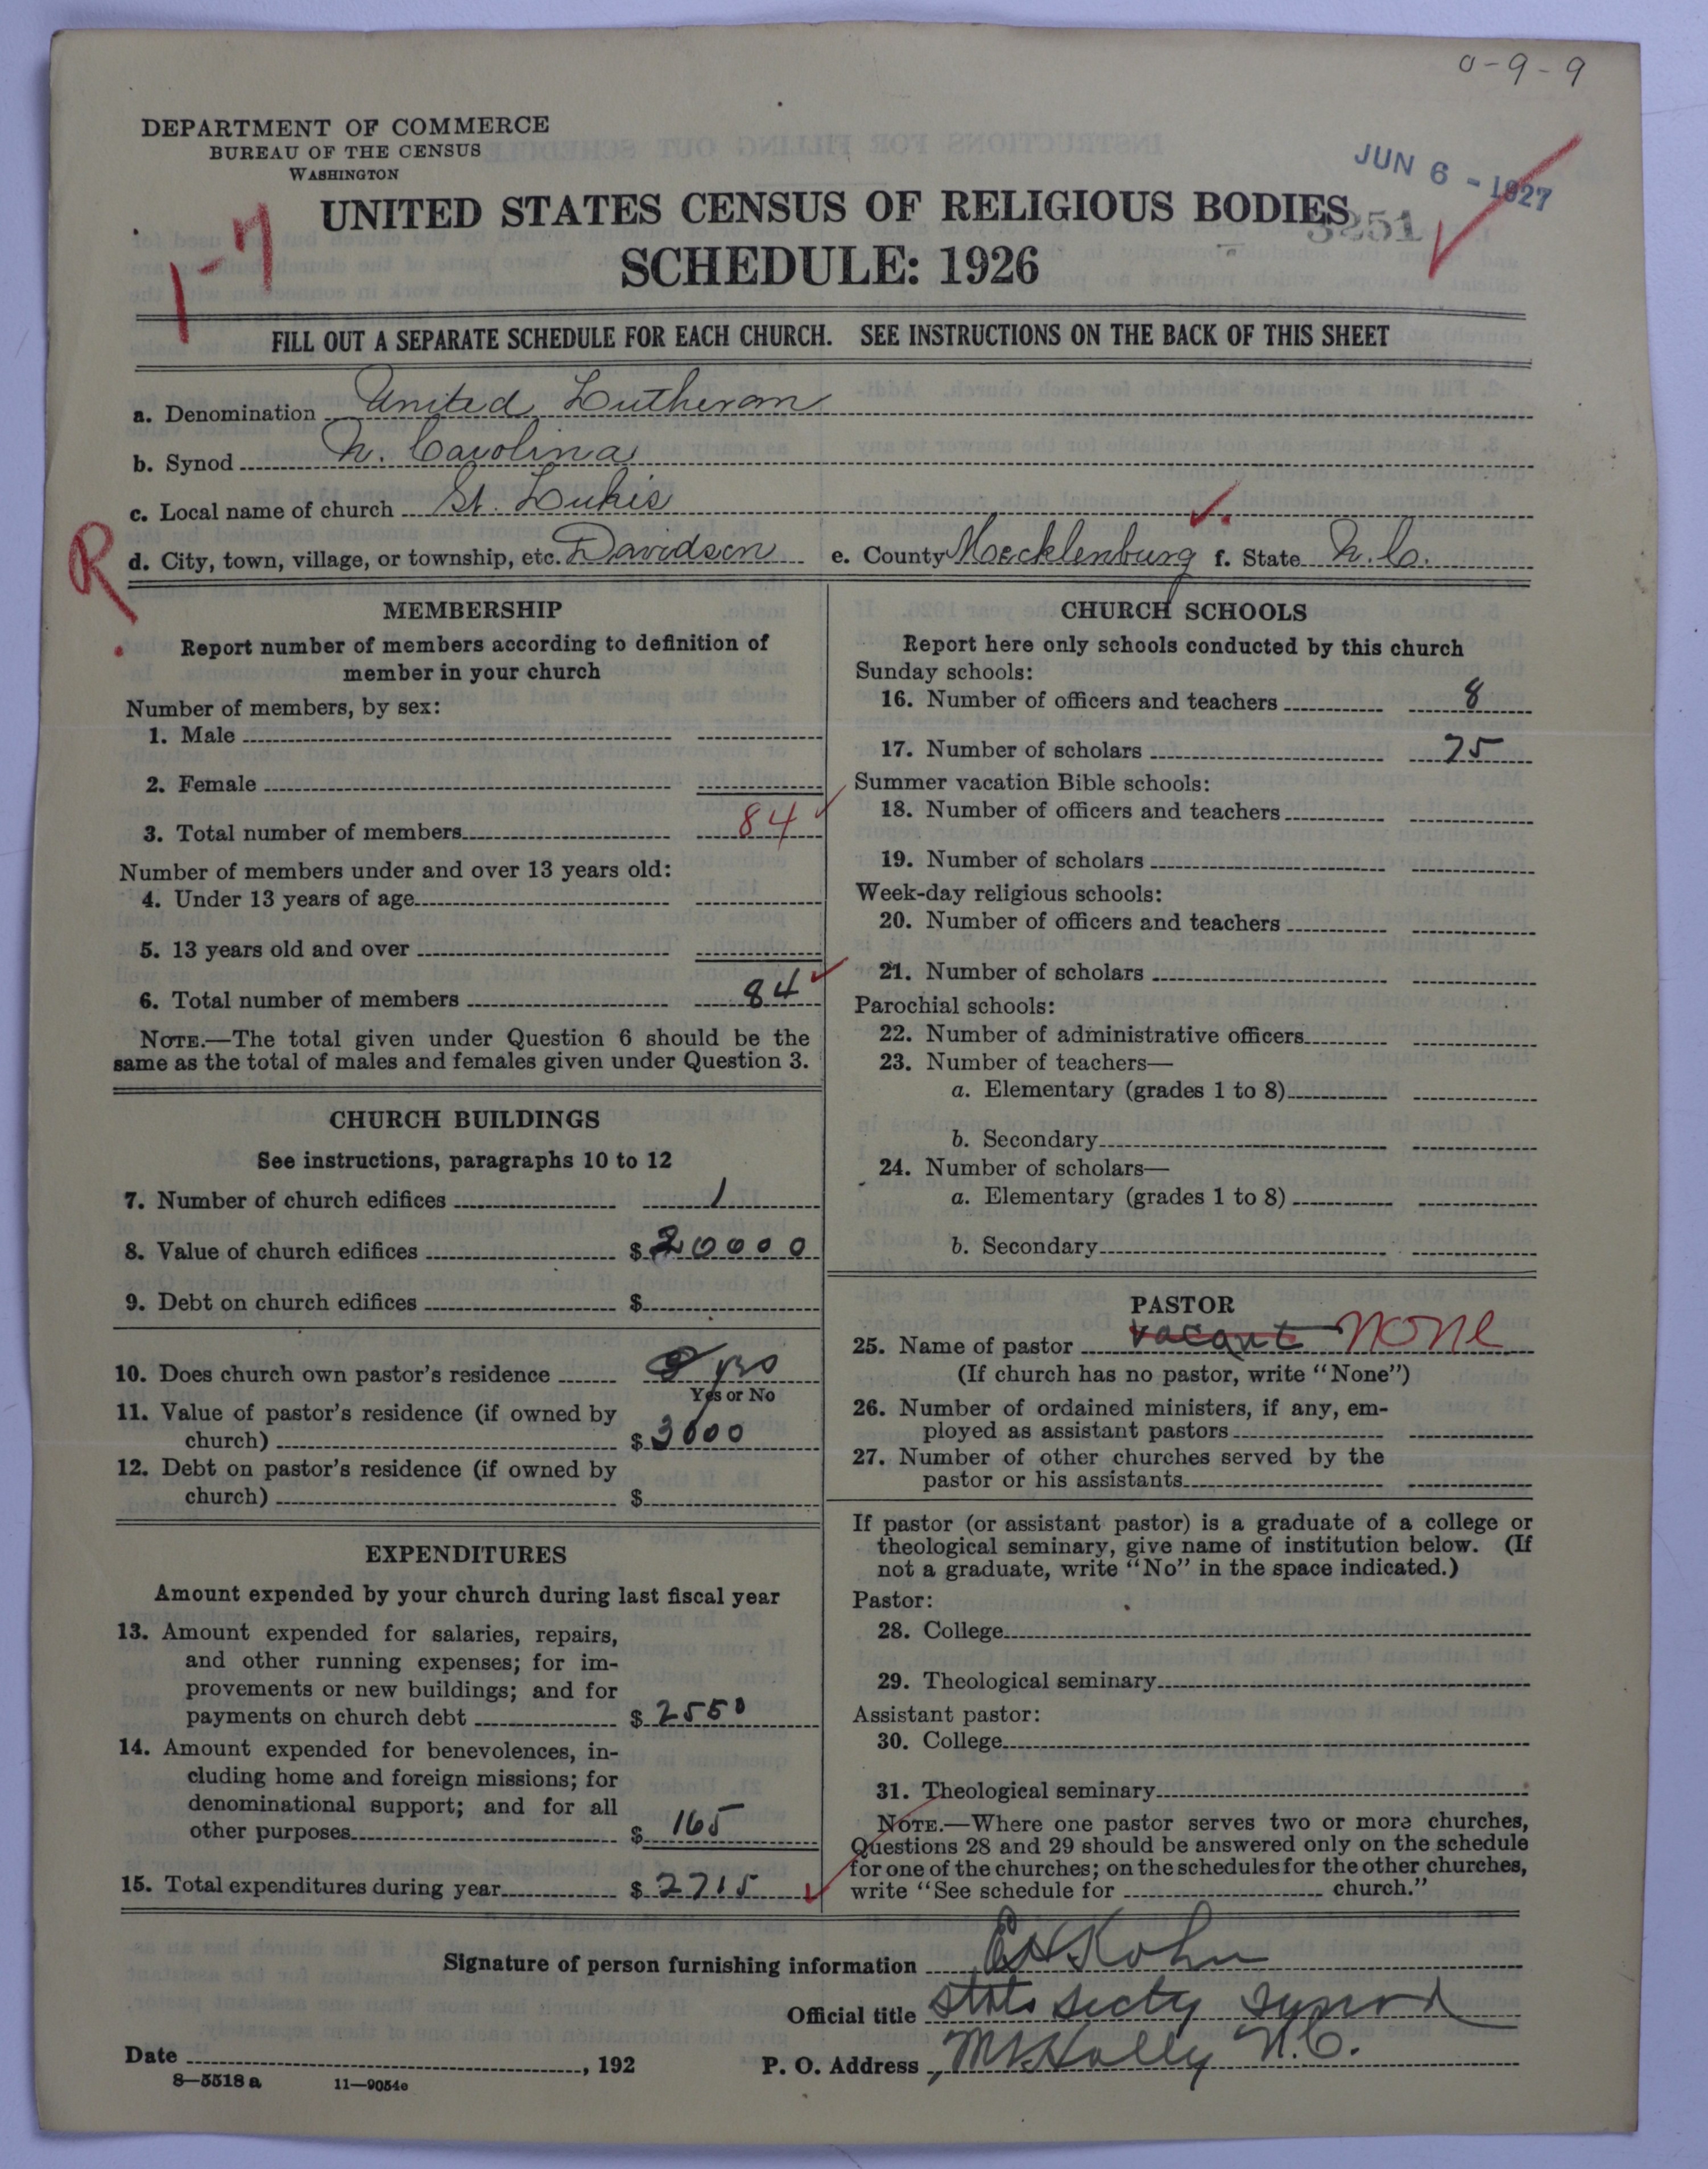 0-9-9
DEPARTMENT OF COMMERCE
BUREAU OF THE CENSUS
WASHINGTON
JUN 6 - 1927
UNITED STATES CENSUS OF RELIGIOUS BODIES
3251
1-7
SCHEDULE: 1926
FILL OUT A SEPARATE SCHEDULE FOR EACH CHURCH. SEE INSTRUCTIONS ON THE BACK OF THIS SHEET
a. Denomination United Lutheran
b. Synod N. Carolina
c. Local name of church St. Lukis
R
d. City, town, village, or township, etc. Davidson e. County Mecklenburg f. State N.C.
MEMBERSHIP
Report number of members according to definition of
member in your church
Number of members, by sex:
1. Male
2. Female
3. Total number of members 84
Number of members under and over 13 years old:
4. Under 13 years of age
5. 13 years old and over
6. Total number of members 84
NOTE.—The total given under Question 6 should be the
same as the total of males and females given under Question 3.
CHURCH BUILDINGS
See instructions, paragraphs 10 to 12
7. Number of church edifices 1
8. Value of church edifices $ 20000
9. Debt on church edifices $
10. Does church own pastor's residence yes
Yes or No
11. Value of pastor's residence (if owned by
church) $ 3000
12. Debt on pastor's residence (if owned by
church) $
EXPENDITURES
Amount expended by your church during last fiscal year
13. Amount expended for salaries, repairs,
and other running expenses; for im-
provements or new buildings; and for
payments on church debt $ 2550
14. Amount expended for benevolences, in-
cluding home and foreign missions; for
denominational support; and for all
other purposes $ 165
15. Total expenditures during year $ 2715
CHURCH SCHOOLS
Report here only schools conducted by this church
Sunday schools:
16. Number of officers and teachers 8
17. Number of scholars 75
Summer vacation Bible schools:
18. Number of officers and teachers
19. Number of scholars
Week-day religious schools:
20. Number of officers and teachers
21. Number of scholars
Parochial schools:
22. Number of administrative officers
23. Number of teachers—
a. Elementary (grades 1 to 8)
b. Secondary
24. Number of scholars—
a. Elementary (grades 1 to 8)
b. Secondary
PASTOR
25. Name of pastor vacant none
(If church has no pastor, write "None")
26. Number of ordained ministers, if any, em-
ployed as assistant pastors
27. Number of other churches served by the
pastor or his assistants
If pastor (or assistant pastor) is a graduate of a college or
theological seminary, give name of institution below. (If
not a graduate, write "No" in the space indicated.)
Pastor:
28. College
29. Theological seminary
Assistant pastor:
30. College
31. Theological seminary
NOTE.—Where one pastor serves two or more churches,
Questions 28 and 29 should be answered only on the schedule
for one of the churches; on the schedules for the other churches,
write "See schedule for church."
Signature of person furnishing information Kohn
Official title Stats Secty Synod
Date , 192 P. O. Address Mt Holly N.C.
8—5518 a 11—9054e